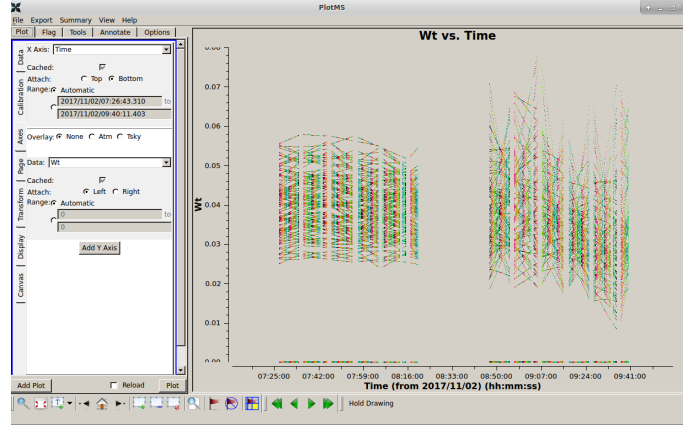 PlotMS
File Export Summary View Help
Plot Flag Tools Annotate Options
Data
Calibration
Axes
Page
Transform
Display
Canvas
X Axis: Time
Cached:
Attach: Top Bottom
Range: Automatic
2017/11/02/07:26:43.310 to
2017/11/02/09:40:11.403
Overlay: None Atm Tsky
Data: Wt
Cached:
Attach: Left Right
Range: Automatic
0 to
0
Add Y Axis
Add Plot Reload Plot
Wt vs. Time
0.08
0.07
0.06
0.05
0.04
0.03
0.02
0.01
0.00
Wt
07:25:00 07:42:00 07:59:00 08:16:00 08:33:00 08:50:00 09:07:00 09:24:00 09:41:00
Time (from 2017/11/02) (hh:mm:ss)
Hold Drawing